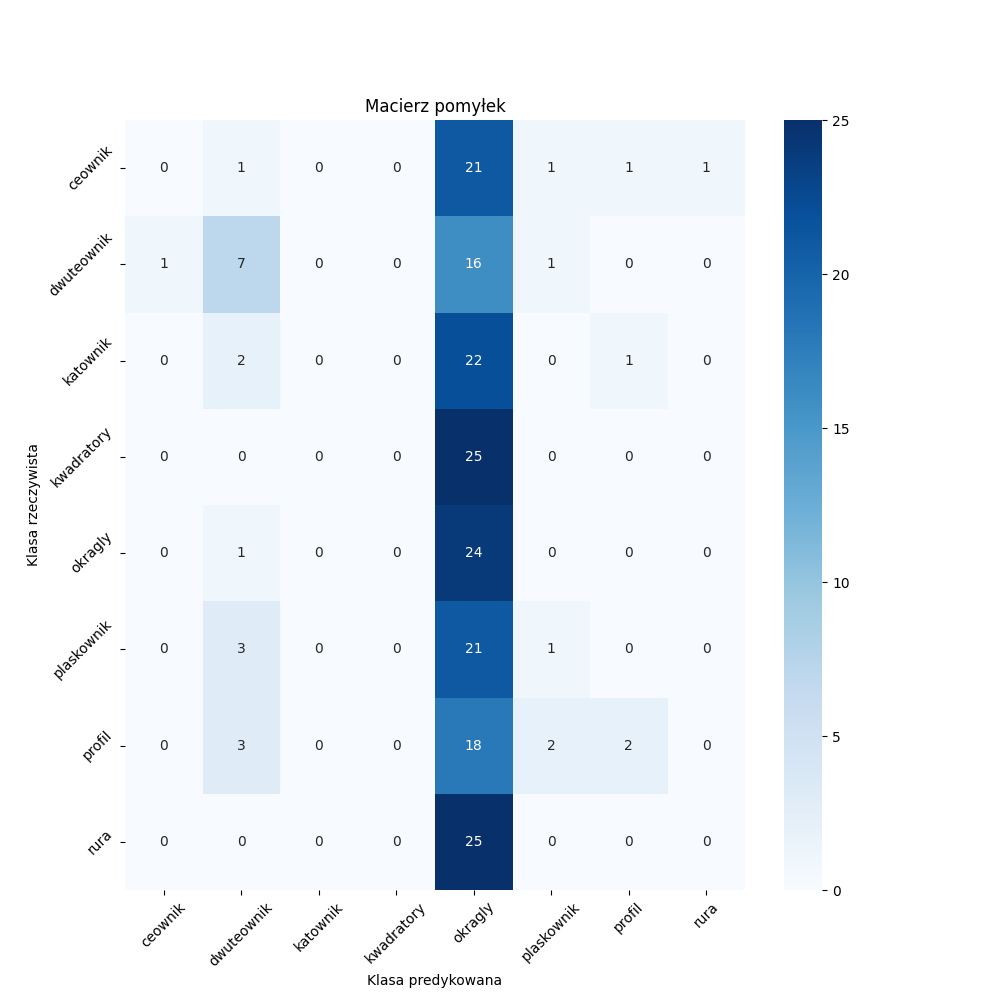 Macierz pomyłek
Klasa rzeczywista
ceownik 0 1 0 0 21 1 1 1
dwuteownik 1 7 0 0 16 1 0 0
katownik 0 2 0 0 22 0 1 0
kwadratory 0 0 0 0 25 0 0 0
okragly 0 1 0 0 24 0 0 0
plaskownik 0 3 0 0 21 1 0 0
profil 0 3 0 0 18 2 2 0
rura 0 0 0 0 25 0 0 0
ceownik dwuteownik katownik kwadratory okragly plaskownik profil rura
Klasa predykowana
25
20
15
10
5
0